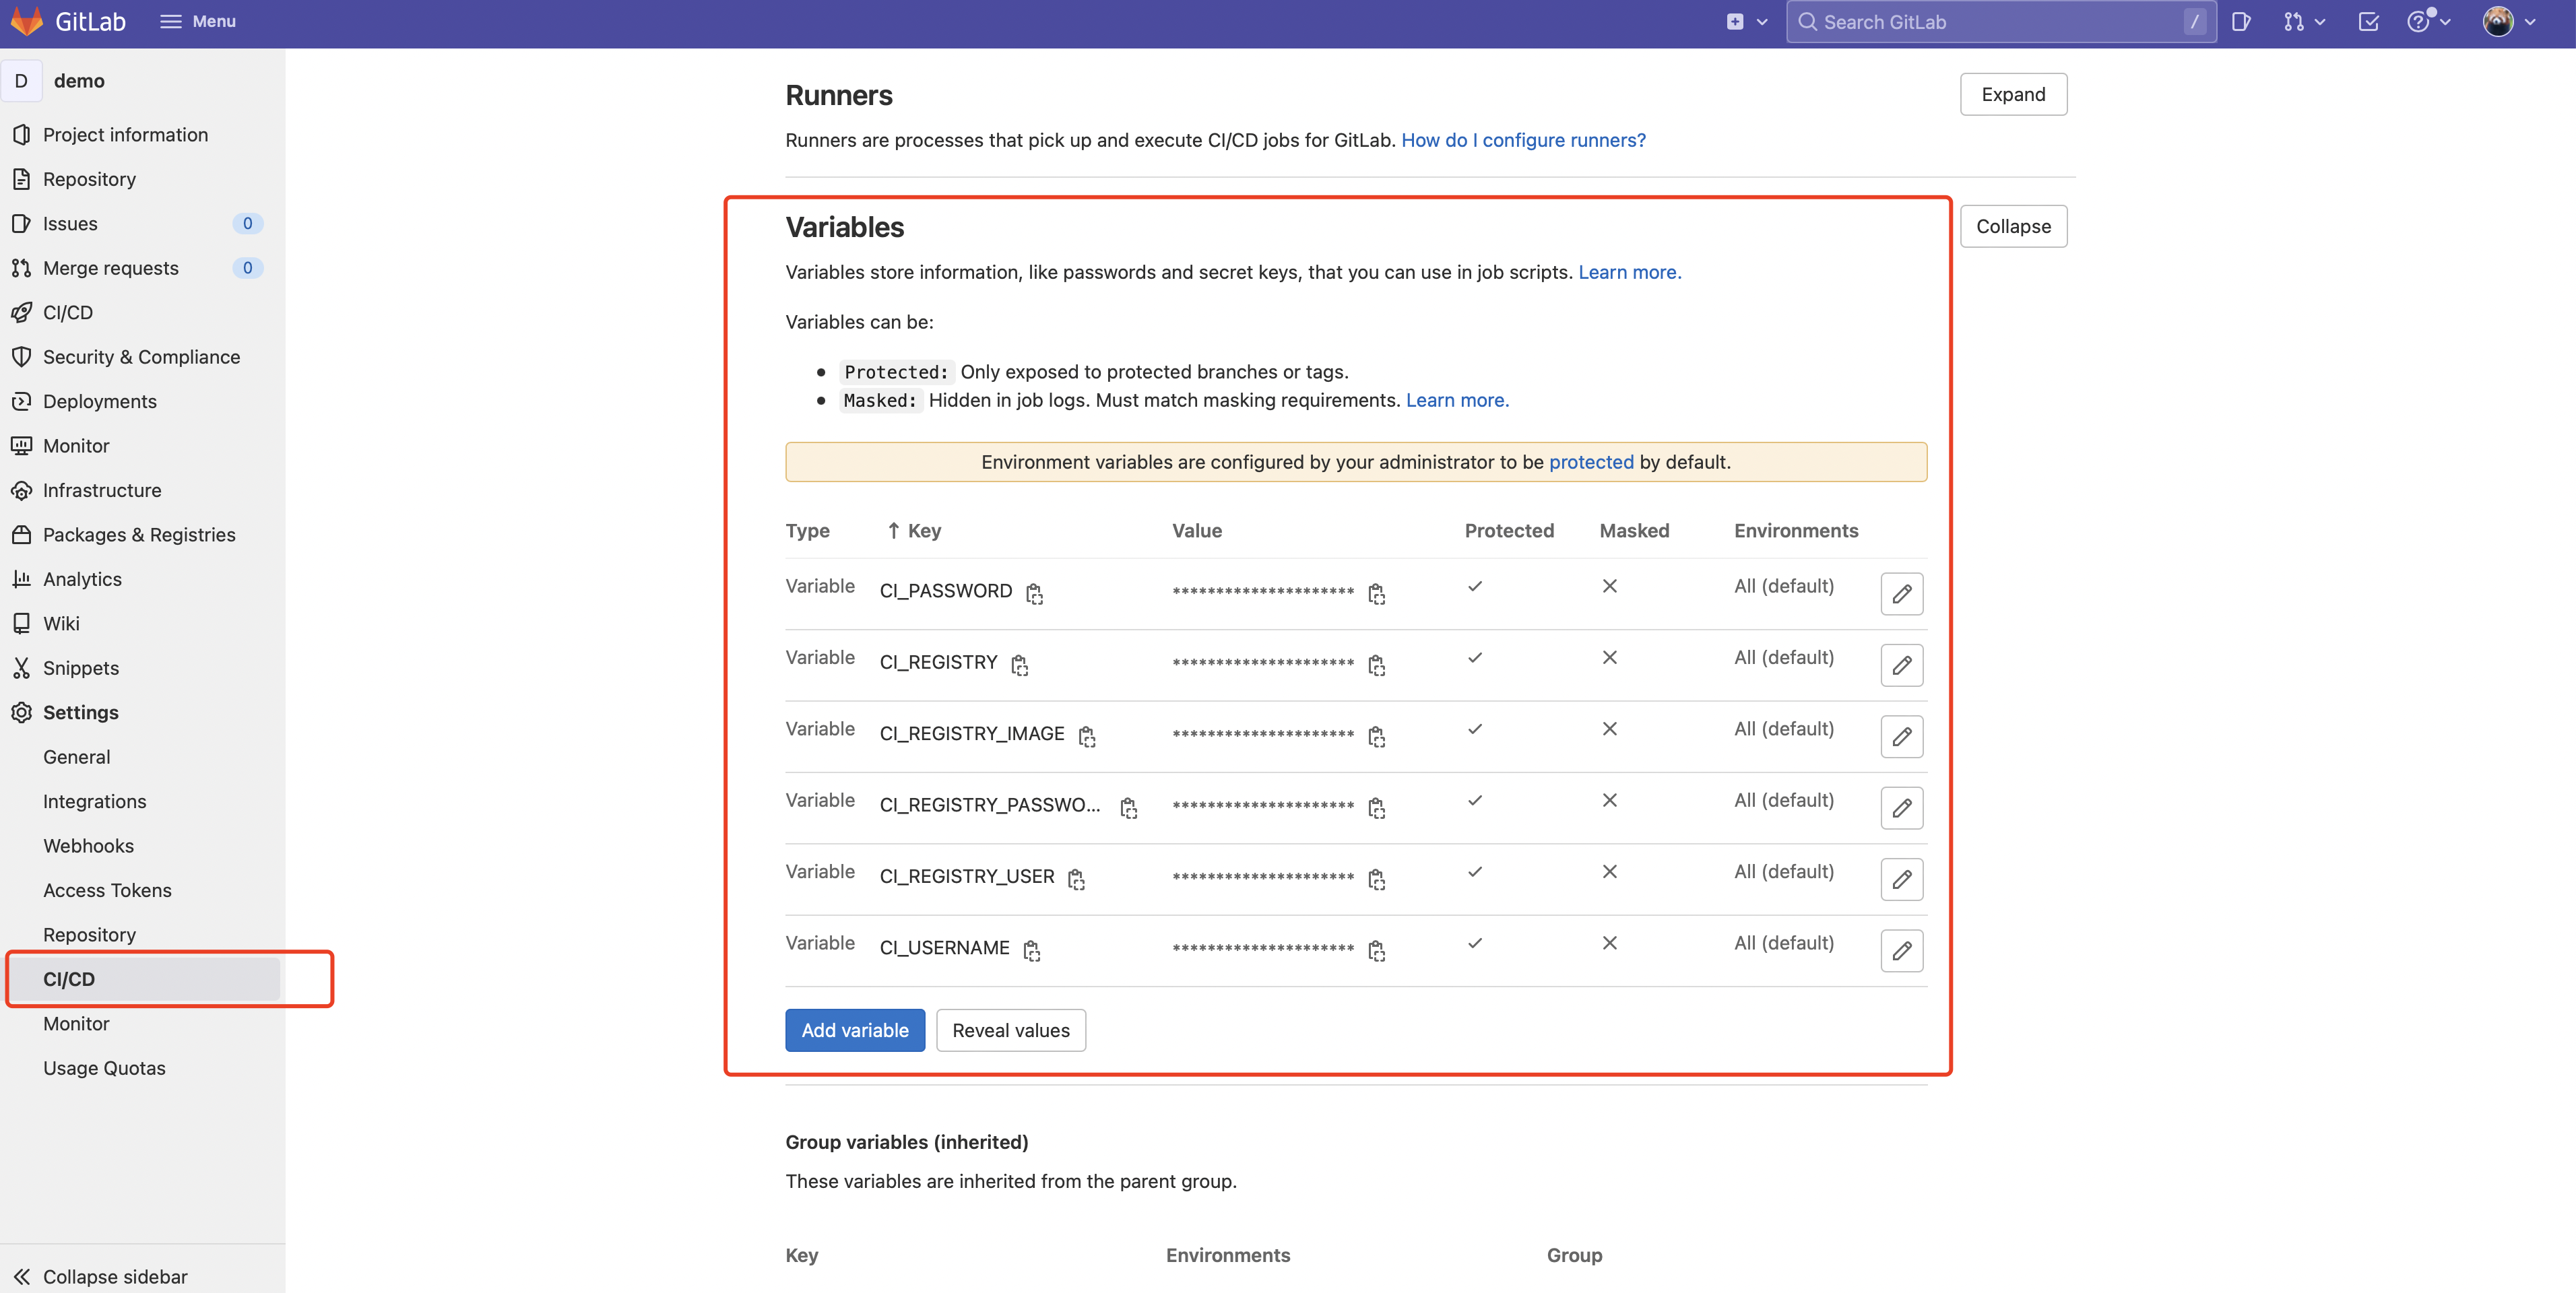 GitLab
Menu
Search GitLab
/
D demo
Project information
Repository
Issues 0
Merge requests 0
CI/CD
Security & Compliance
Deployments
Monitor
Infrastructure
Packages & Registries
Analytics
Wiki
Snippets
Settings
General
Integrations
Webhooks
Access Tokens
Repository
CI/CD
Monitor
Usage Quotas
Collapse sidebar
Runners
Expand
Runners are processes that pick up and execute CI/CD jobs for GitLab. How do I configure runners?
Variables
Collapse
Variables store information, like passwords and secret keys, that you can use in job scripts. Learn more.
Variables can be:
Protected: Only exposed to protected branches or tags.
Masked: Hidden in job logs. Must match masking requirements. Learn more.
Environment variables are configured by your administrator to be protected by default.
Type ↑ Key Value Protected Masked Environments
Variable CI_PASSWORD ********************* All (default)
Variable CI_REGISTRY ********************* All (default)
Variable CI_REGISTRY_IMAGE ********************* All (default)
Variable CI_REGISTRY_PASSWO... ********************* All (default)
Variable CI_REGISTRY_USER ********************* All (default)
Variable CI_USERNAME ********************* All (default)
Add variable Reveal values
Group variables (inherited)
These variables are inherited from the parent group.
Key Environments Group